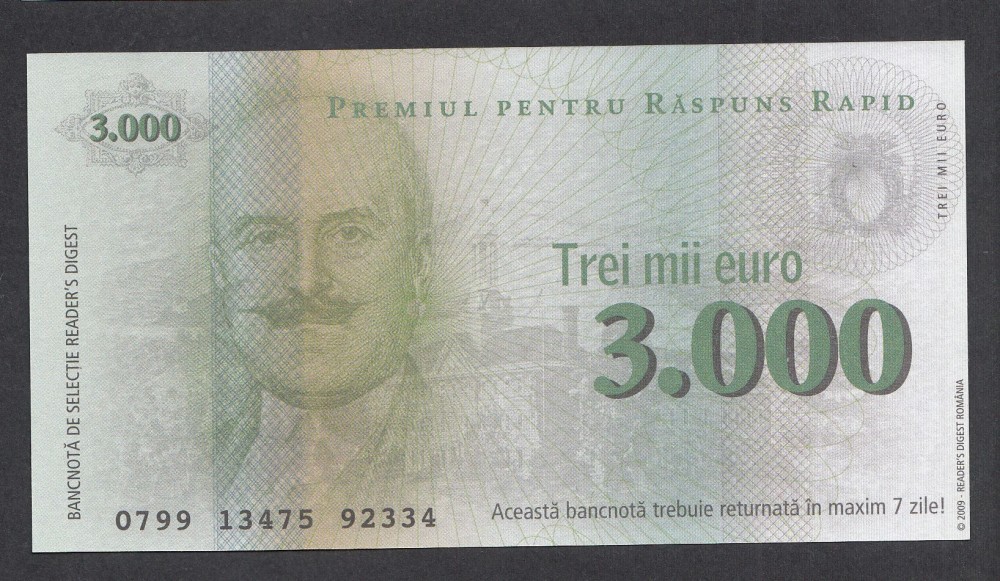 3.000
PREMIUL PENTRU RĂSPUNS RAPID
TREI MII EURO
BANCNOTĂ DE SELECȚIE READER'S DIGEST
Trei mii euro
3.000
0799 13475 92334
Această bancnotă trebuie returnată în maxim 7 zile!
© 2009 - READER'S DIGEST ROMÂNIA